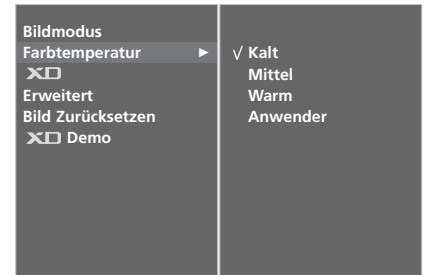 Bildmodus
Farbtemperatur ►
XD
Erweitert
Bild Zurücksetzen
XD Demo
√ Kalt
Mittel
Warm
Anwender